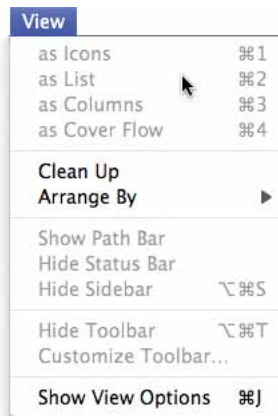 View
as Icons ⌘1
as List ⌘2
as Columns ⌘3
as Cover Flow ⌘4
Clean Up
Arrange By ▶
Show Path Bar
Hide Status Bar
Hide Sidebar ⌥⌘S
Hide Toolbar ⌥⌘T
Customize Toolbar...
Show View Options ⌘J